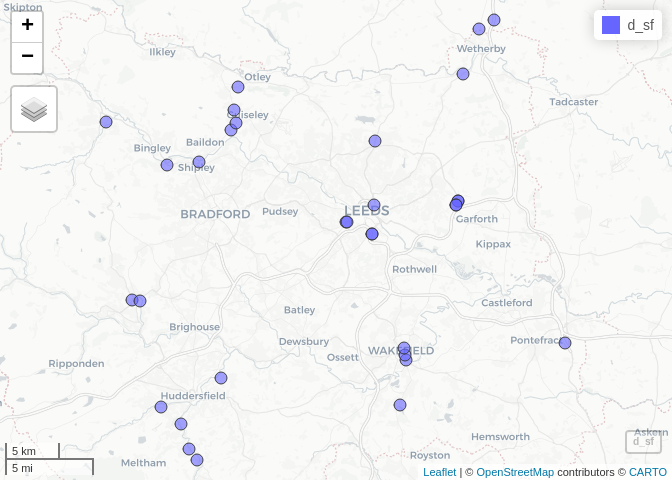 Skipton
+
−
Ilkley
Otley
Guiseley
Wetherby
d_sf
Tadcaster
Baildon
Bingley
Shipley
BRADFORD
Pudsey
LEEDS
Garforth
Kippax
Rothwell
Castleford
Batley
Brighouse
Dewsbury
Ossett
WAKEFIELD
Pontefract
Ripponden
Huddersfield
Hemsworth
Askern
d_sf
Royston
Meltham
5 km
5 mi
Leaflet | © OpenStreetMap contributors © CARTO